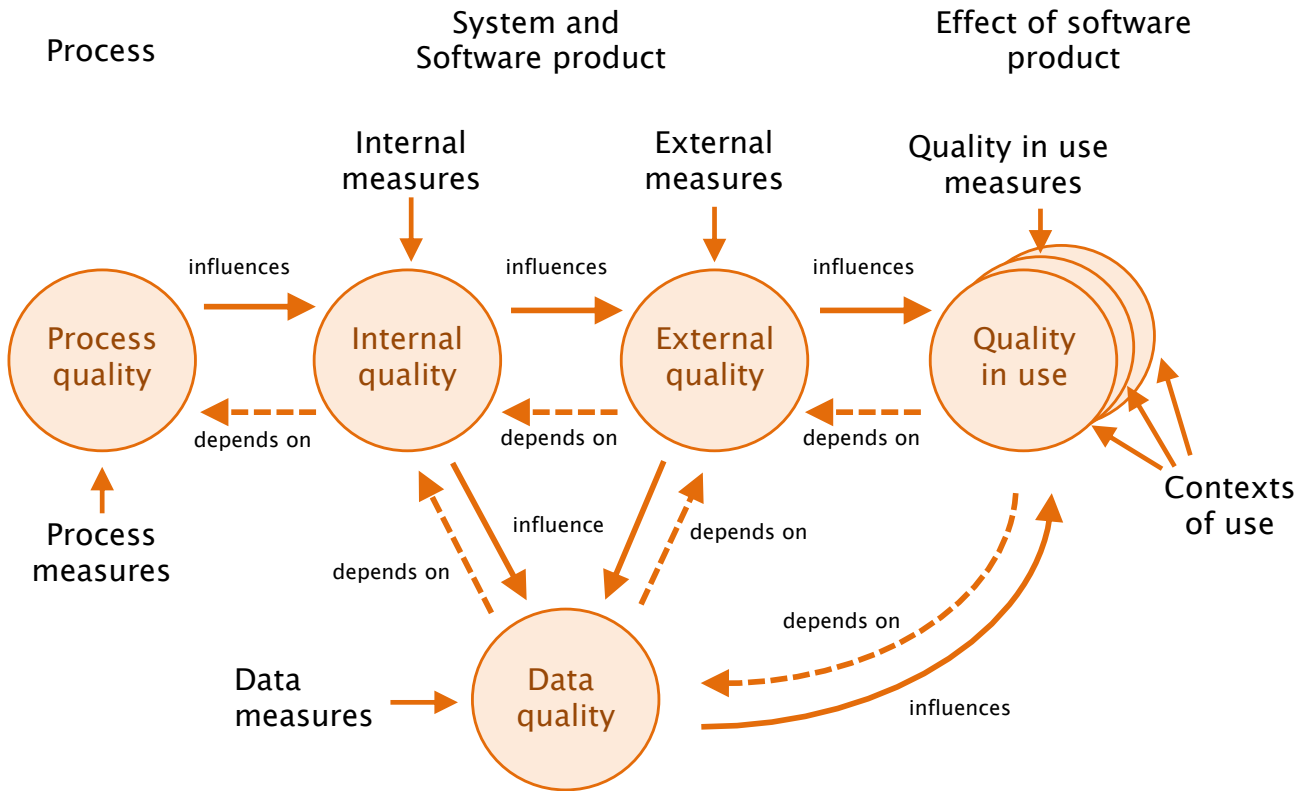 Process
System and
Software product
Effect of software
product
Internal
measures
External
measures
Quality in use
measures
influences
influences
influences
Process
quality
Internal
quality
External
quality
Quality
in use
depends on
depends on
depends on
Process
measures
influence
depends on
depends on
Contexts
of use
depends on
Data
measures
Data
quality
influences